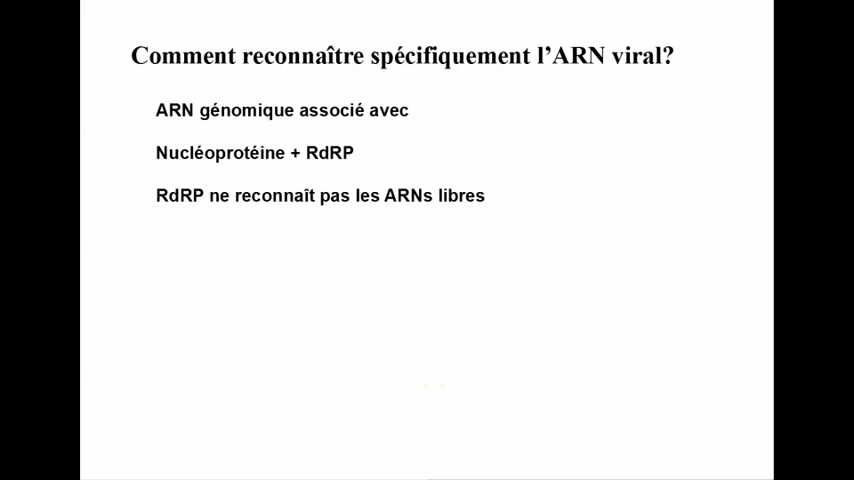 Comment reconnaître spécifiquement l’ARN viral?
ARN génomique associé avec
Nucléoprotéine + RdRP
RdRP ne reconnaît pas les ARNs libres